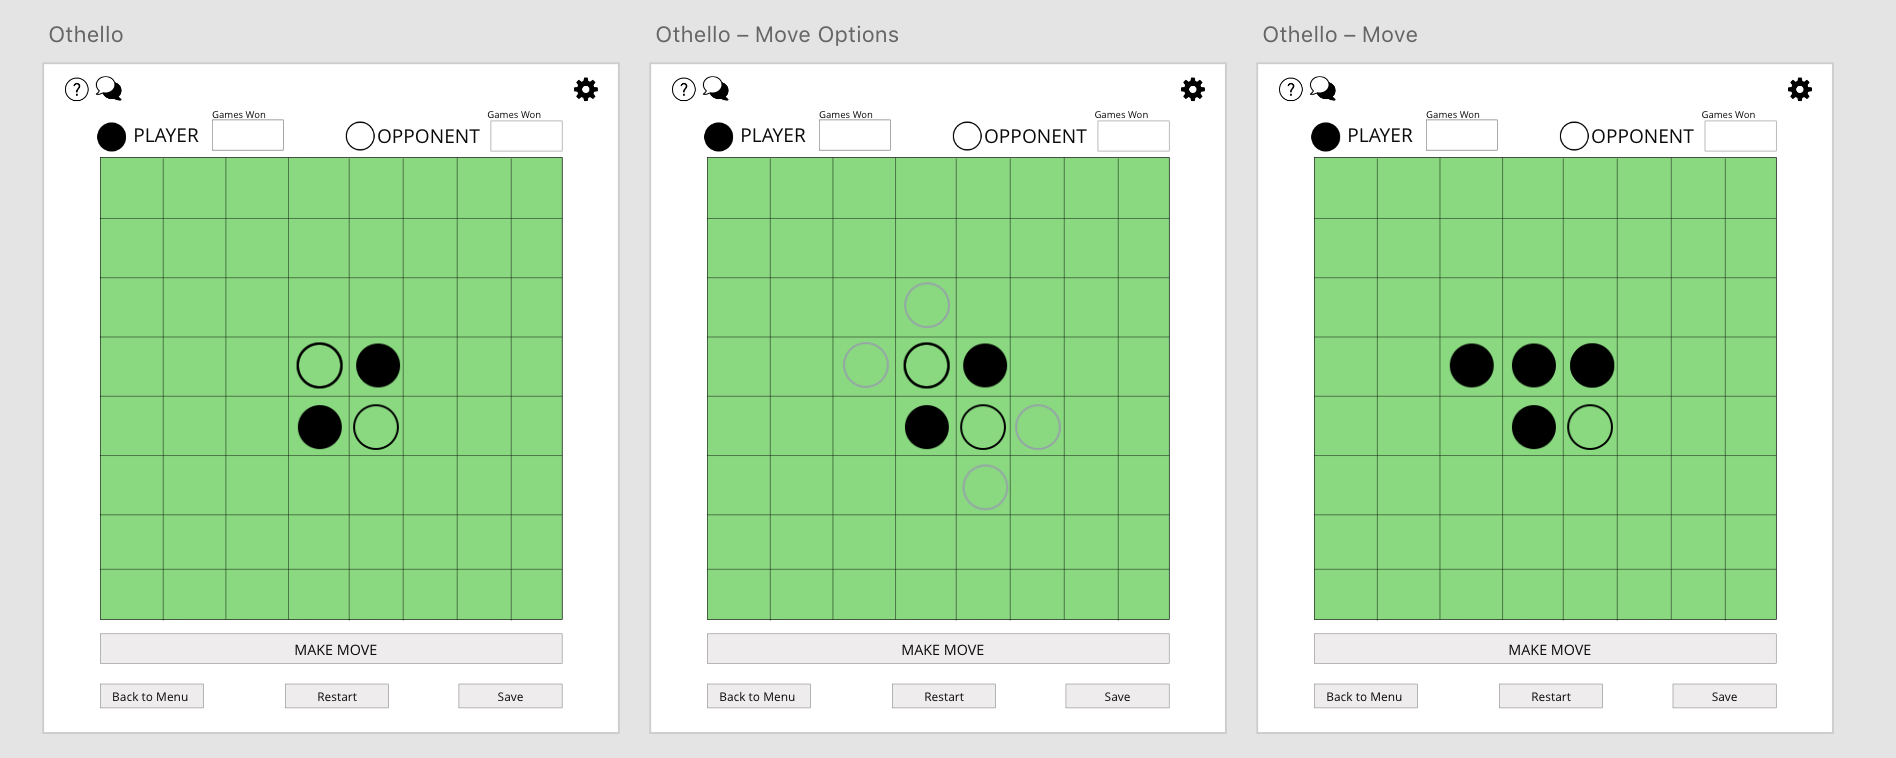 Othello
Othello – Move Options
Othello – Move
?
Games Won
Games Won
PLAYER
OPPONENT
MAKE MOVE
Back to Menu
Restart
Save
?
Games Won
Games Won
PLAYER
OPPONENT
MAKE MOVE
Back to Menu
Restart
Save
?
Games Won
Games Won
PLAYER
OPPONENT
MAKE MOVE
Back to Menu
Restart
Save